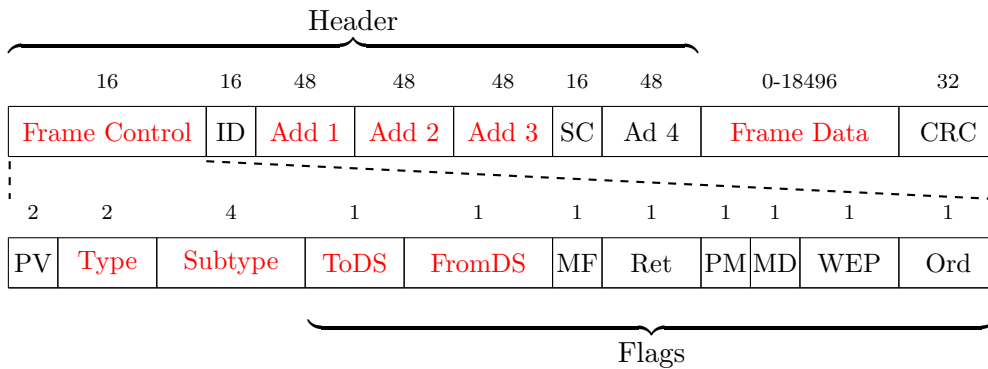 Header
16 16 48 48 48 16 48 0-18496 32
Frame Control ID Add 1 Add 2 Add 3 SC Ad 4 Frame Data CRC
2 2 4 1 1 1 1 1 1 1 1
PV Type Subtype ToDS FromDS MF Ret PM MD WEP Ord
Flags